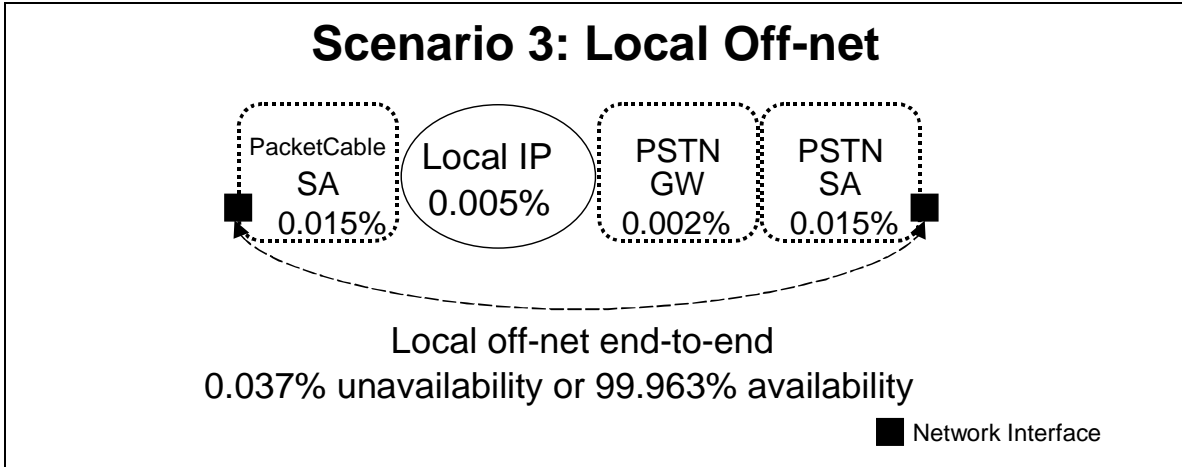 Scenario 3: Local Off-net
PacketCable
SA
0.015%
Local IP
0.005%
PSTN
GW
0.002%
PSTN
SA
0.015%
Local off-net end-to-end
0.037% unavailability or 99.963% availability
Network Interface